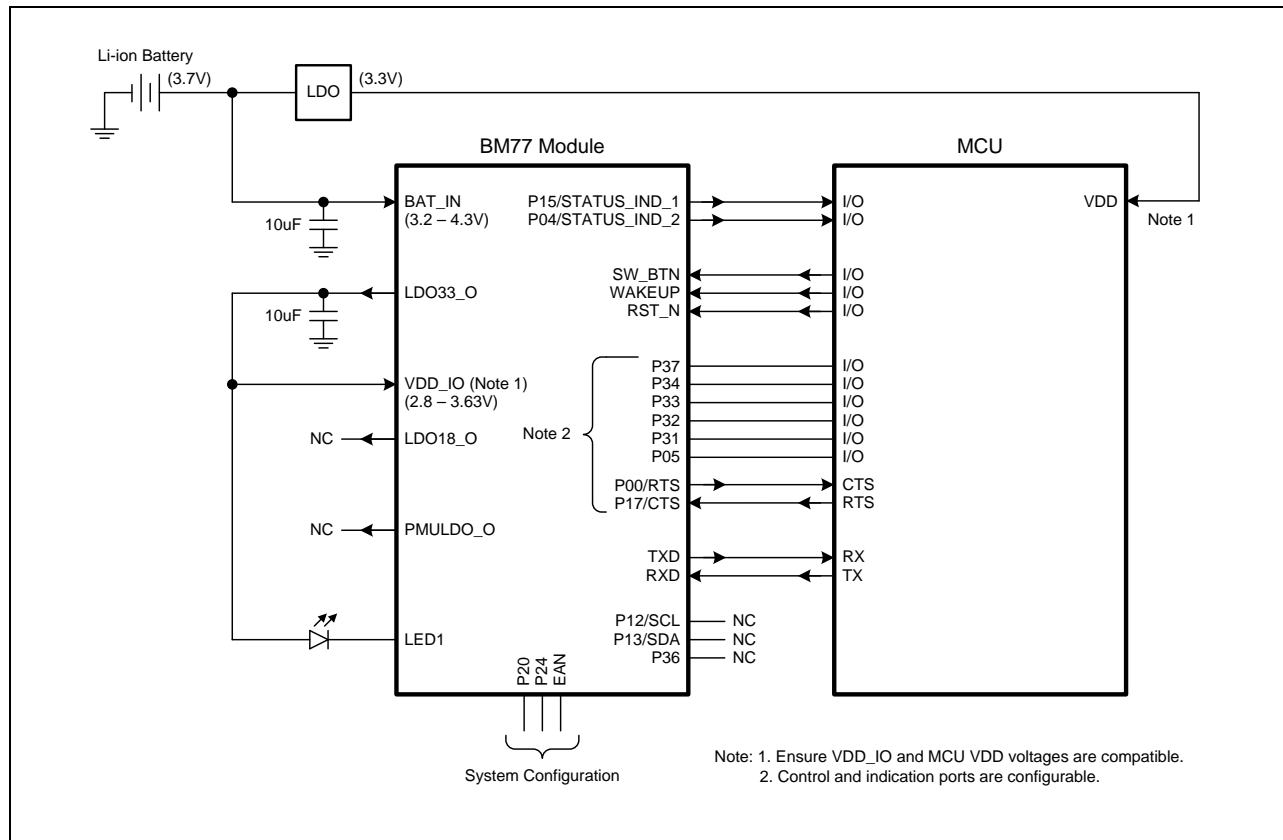 Li-ion Battery
(3.7V)
LDO
(3.3V)
BM77 Module
MCU
BAT_IN
(3.2 – 4.3V)
10uF
LDO33_O
10uF
VDD_IO (Note 1)
(2.8 – 3.63V)
NC
LDO18_O
NC
PMULDO_O
LED1
P15/STATUS_IND_1
P04/STATUS_IND_2
SW_BTN
WAKEUP
RST_N
Note 2
P37
P34
P33
P32
P31
P05
P00/RTS
P17/CTS
TXD
RXD
P12/SCL
NC
P13/SDA
NC
P36
NC
P20
P24
EAN
System Configuration
I/O
I/O
I/O
I/O
I/O
I/O
I/O
I/O
I/O
I/O
I/O
CTS
RTS
RX
TX
VDD
Note 1
Note: 1. Ensure VDD_IO and MCU VDD voltages are compatible.
2. Control and indication ports are configurable.